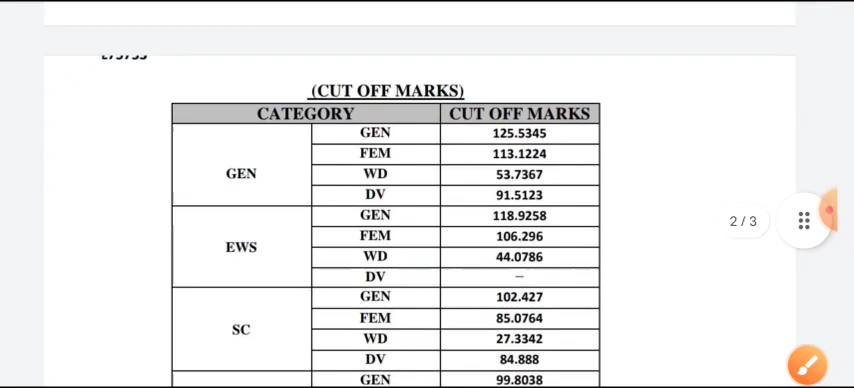 (CUT OFF MARKS)
CATEGORY CUT OFF MARKS
GEN GEN 125.5345
FEM 113.1224
WD 53.7367
DV 91.5123
EWS GEN 118.9258
FEM 106.296
WD 44.0786
DV –
SC GEN 102.427
FEM 85.0764
WD 27.3342
DV 84.888
GEN 99.8038
2 / 3